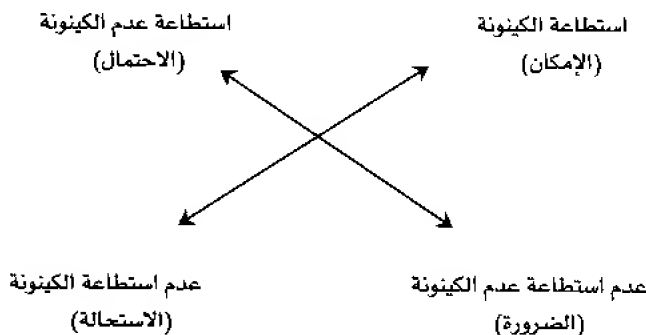 استطاعة الكينونة
(الإمكان)
استطاعة عدم الكينونة
(الاحتمال)
عدم استطاعة عدم الكينونة
(الضرورة)
عدم استطاعة الكينونة
(الاستحالة)